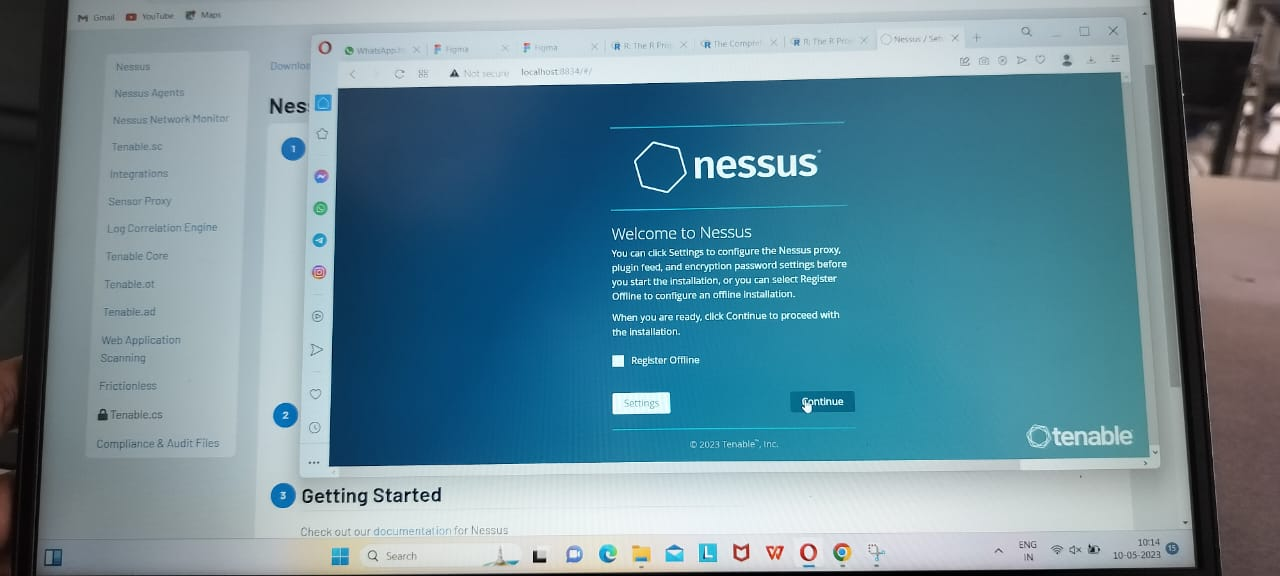 Gmail YouTube Maps
WhatsApp Figma Figma R: The R Pro The Complet R: The R Pro Nessus / Set
Not secure localhost:8834/#/
Nessus
Nessus Agents
Nessus Network Monitor
Tenable.sc
Integrations
Sensor Proxy
Log Correlation Engine
Tenable Core
Tenable.ot
Tenable.ad
Web Application
Scanning
Frictionless
Tenable.cs
Compliance & Audit Files
Downloa
Ness
1
nessus
Welcome to Nessus
You can click Settings to configure the Nessus proxy,
plugin feed, and encryption password settings before
you start the installation, or you can select Register
Offline to configure an offline installation.
When you are ready, click Continue to proceed with
the installation.
Register Offline
Settings Continue
© 2023 Tenable™, Inc.
tenable
2
3 Getting Started
Check out our documentation for Nessus
Search
ENG
IN
10:14
10-05-2023
15